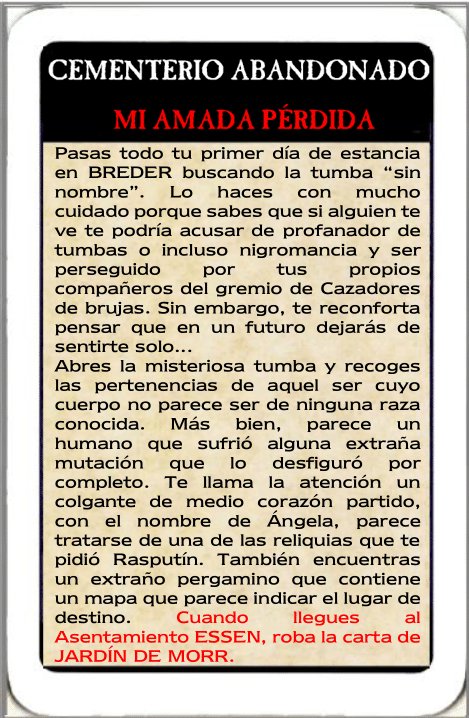 CEMENTERIO ABANDONADO
MI AMADA PÉRDIDA
Pasas todo tu primer día de estancia
en BREDER buscando la tumba “sin
nombre”. Lo haces con mucho
cuidado porque sabes que si alguien te
ve te podría acusar de profanador de
tumbas o incluso nigromancia y ser
perseguido por tus propios
compañeros del gremio de Cazadores
de brujas. Sin embargo, te reconforta
pensar que en un futuro dejarás de
sentirte solo...
Abres la misteriosa tumba y recoges
las pertenencias de aquel ser cuyo
cuerpo no parece ser de ninguna raza
conocida. Más bien, parece un
humano que sufrió alguna extraña
mutación que lo desfiguró por
completo. Te llama la atención un
colgante de medio corazón partido,
con el nombre de Ángela, parece
tratarse de una de las reliquias que te
pidió Rasputín. También encuentras
un extraño pergamino que contiene
un mapa que parece indicar el lugar de
destino. Cuando llegues al
Asentamiento ESSEN, roba la carta de
JARDÍN DE MORR.